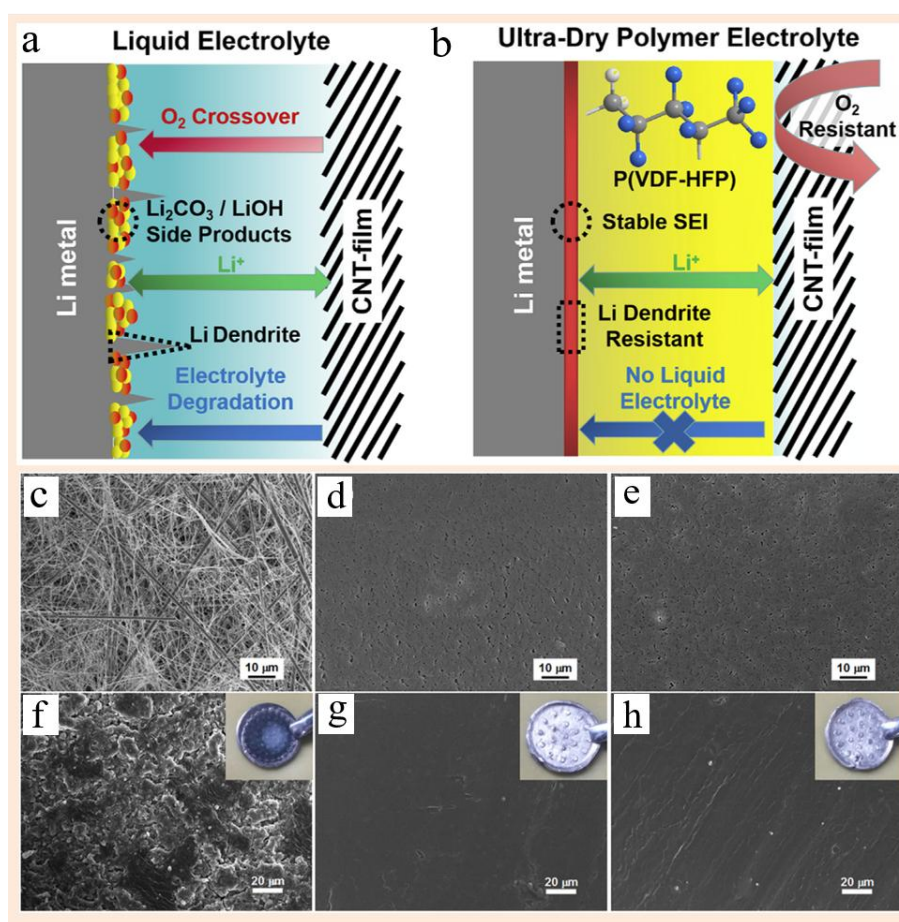 a
Liquid Electrolyte
O₂ Crossover
Li₂CO₃ / LiOH
Side Products
Li⁺
Li Dendrite
Electrolyte
Degradation
Li metal
CNT-film
b
Ultra-Dry Polymer Electrolyte
O₂
Resistant
P(VDF-HFP)
Stable SEI
Li⁺
Li Dendrite
Resistant
No Liquid
Electrolyte
Li metal
CNT-film
c
10 μm
d
10 μm
e
10 μm
f
20 μm
g
20 μm
h
20 μm